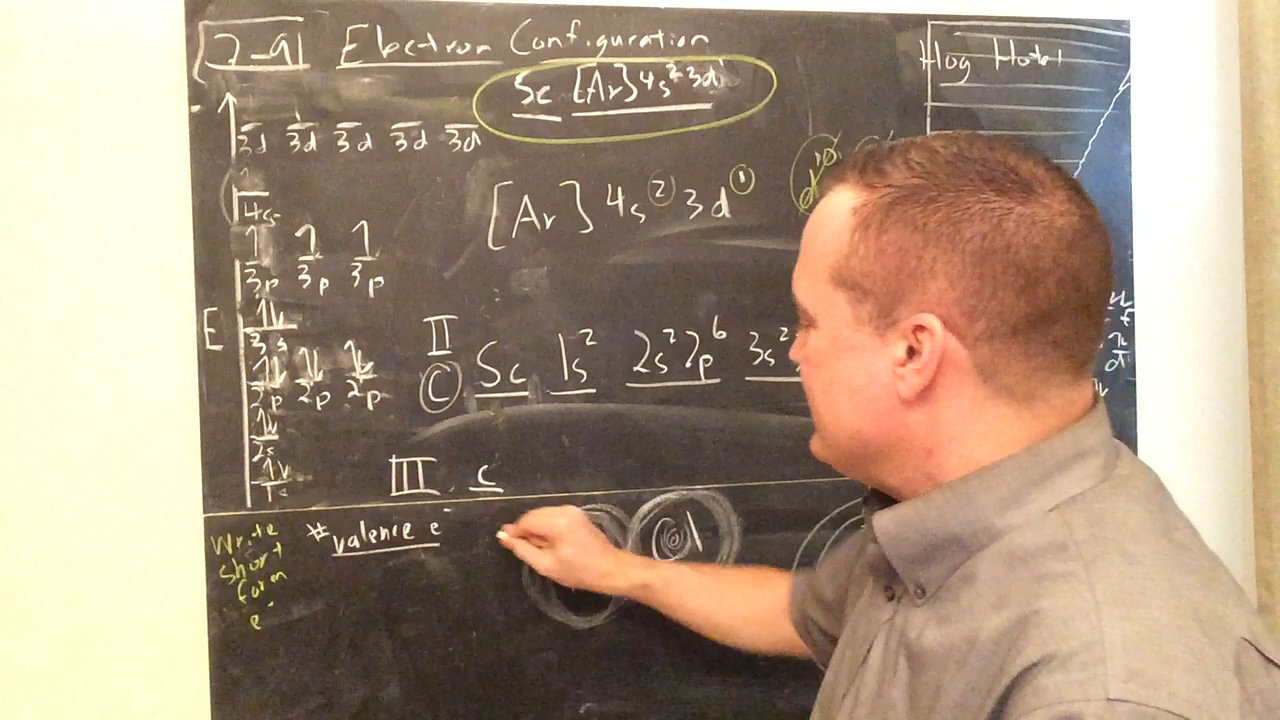 7-9 Electron Configuration
Sc [Ar] 4s² 3d¹
3d 3d 3d 3d 3d
4s
[Ar] 4s² 3d¹
3p 3p 3p
E
3s
II
C Sc 1s² 2s² 2p⁶ 3s²
2p 2p 2p
2s
1s
III. c
Write
short
form
e⁻
*valence e⁻
d¹⁰